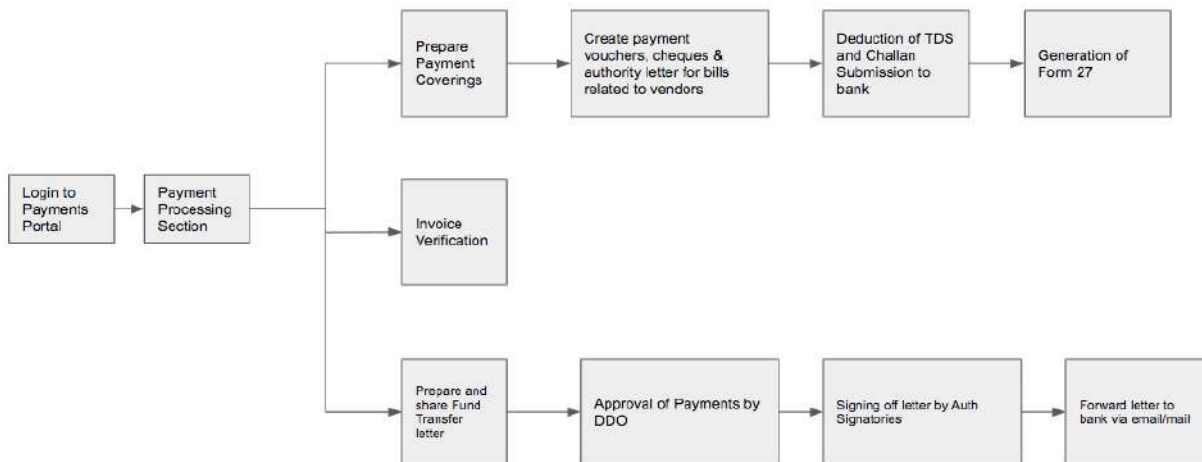 Prepare
Payment
Coverings
Create payment
vouchers, cheques &
authority letter for bills
related to vendors
Deduction of TDS
and Challan
Submission to
bank
Generation of
Form 27
Login to
Payments
Portal
Payment
Processing
Section
Invoice
Verification
Prepare and
share Fund
Transfer
letter
Approval of Payments by
DDO
Signing off letter by Auth
Signatories
Forward letter to
bank via email/mail